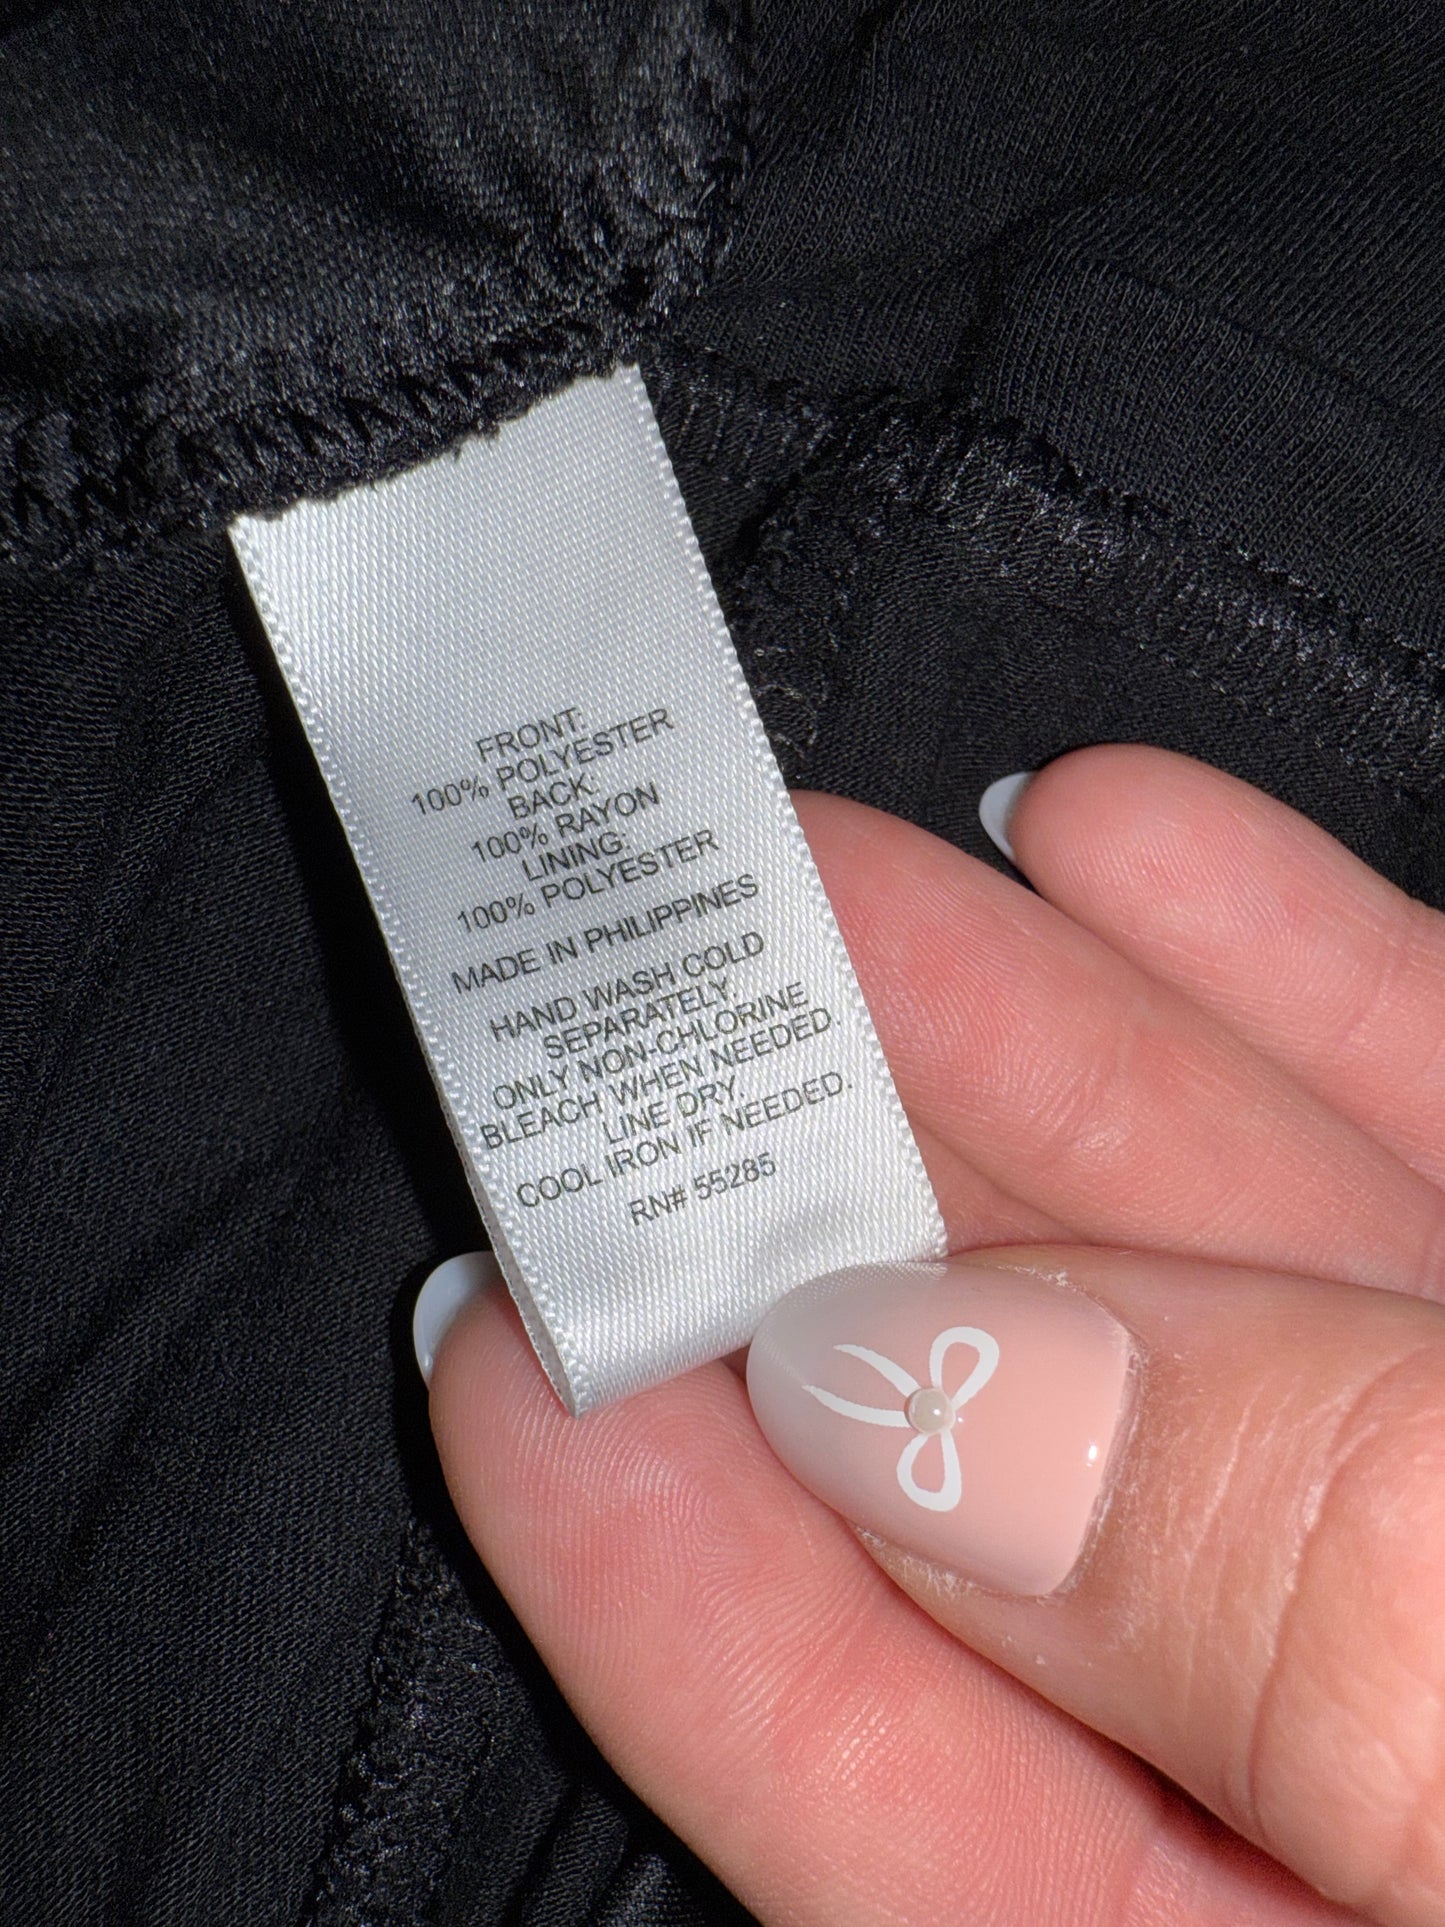 FRONT:
100% POLYESTER
BACK:
100% RAYON
LINING:
100% POLYESTER
MADE IN PHILIPPINES
HAND WASH COLD
SEPARATELY.
ONLY NON-CHLORINE
BLEACH WHEN NEEDED.
LINE DRY.
COOL IRON IF NEEDED.
RN# 55285